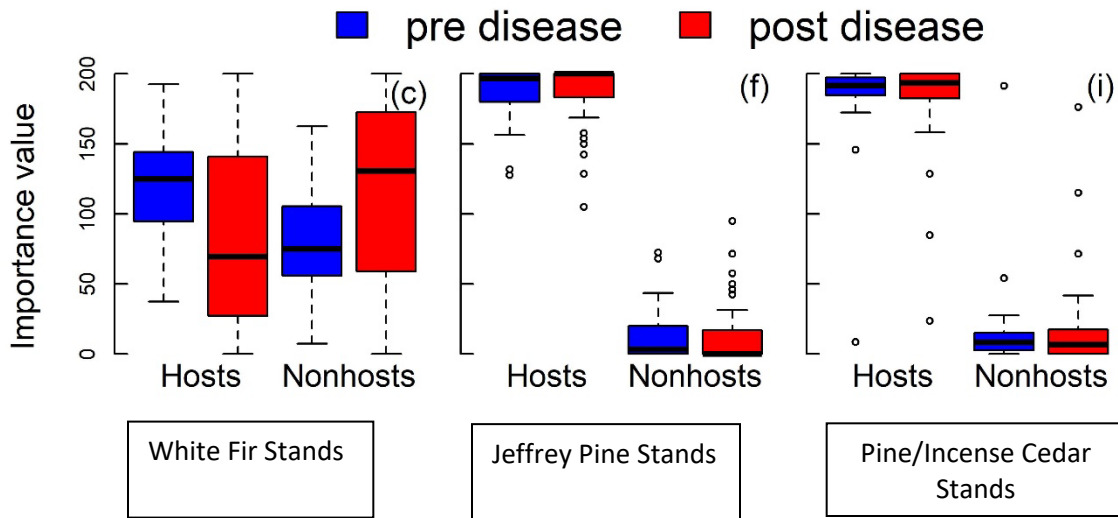 pre disease post disease
Importance value
200
150
100
50
0
(c)
(f)
(i)
Hosts Nonhosts
Hosts Nonhosts
Hosts Nonhosts
White Fir Stands
Jeffrey Pine Stands
Pine/Incense Cedar
Stands